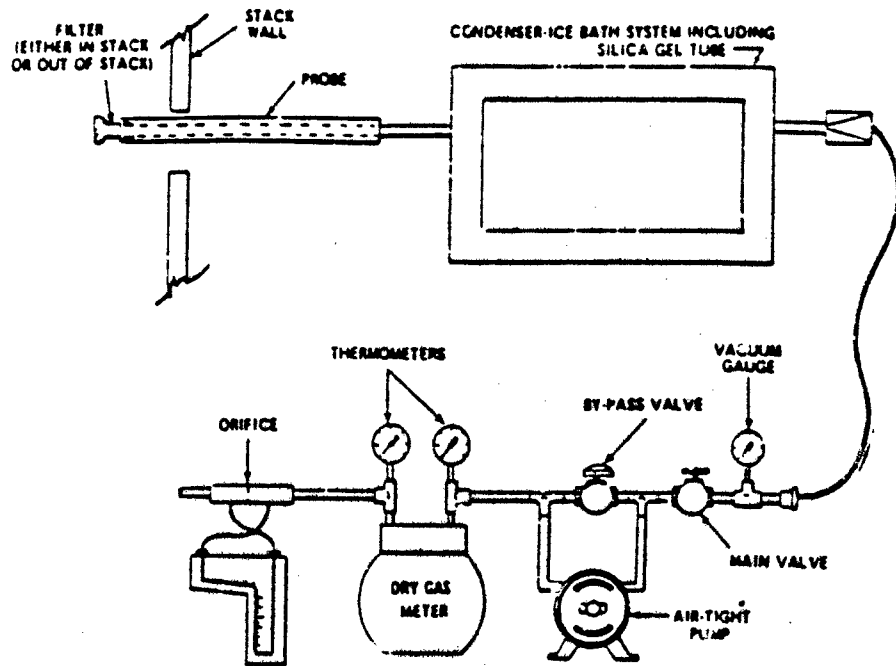 FILTER
(EITHER IN STACK
OR OUT OF STACK)
STACK
WALL
PROBE
CONDENSER-ICE BATH SYSTEM INCLUDING
SILICA GEL TUBE
THERMOMETERS
ORIFICE
BY-PASS VALVE
VACUUM
GAUGE
DRY GAS
METER
MAIN VALVE
AIR-TIGHT
PUMP